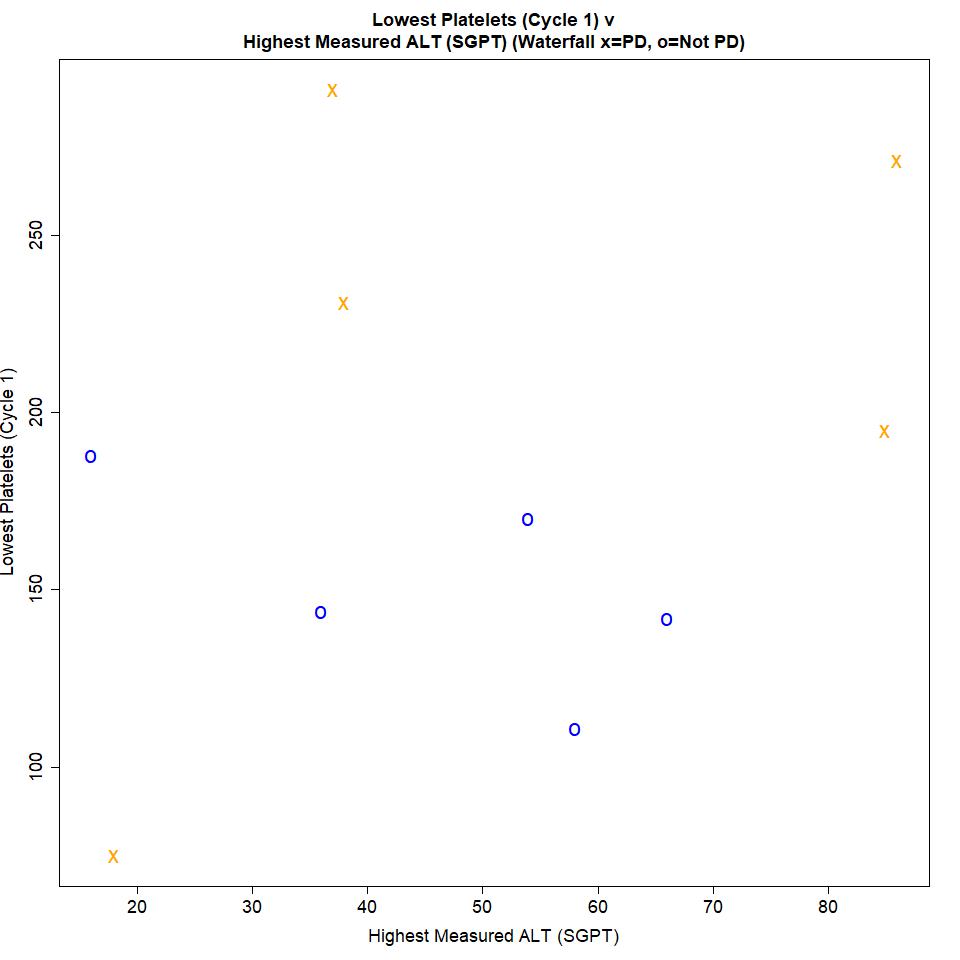 Lowest Platelets (Cycle 1) v
Highest Measured ALT (SGPT) (Waterfall x=PD, o=Not PD)
Lowest Platelets (Cycle 1)
250
200
150
100
X
X
X
X
O
O
O
O
O
X
20 30 40 50 60 70 80
Highest Measured ALT (SGPT)